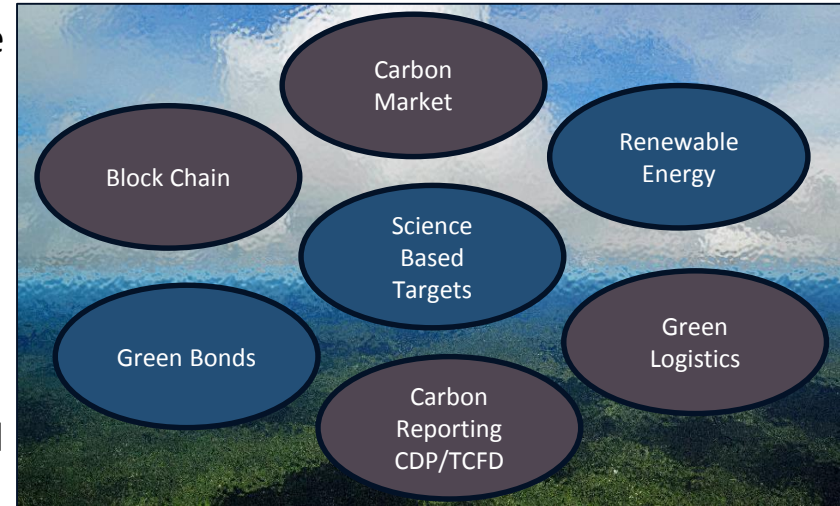 e
Carbon
Market
Renewable
Energy
Block Chain
Science
Based
Targets
Green
Logistics
Green Bonds
Carbon
Reporting
CDP/TCFD